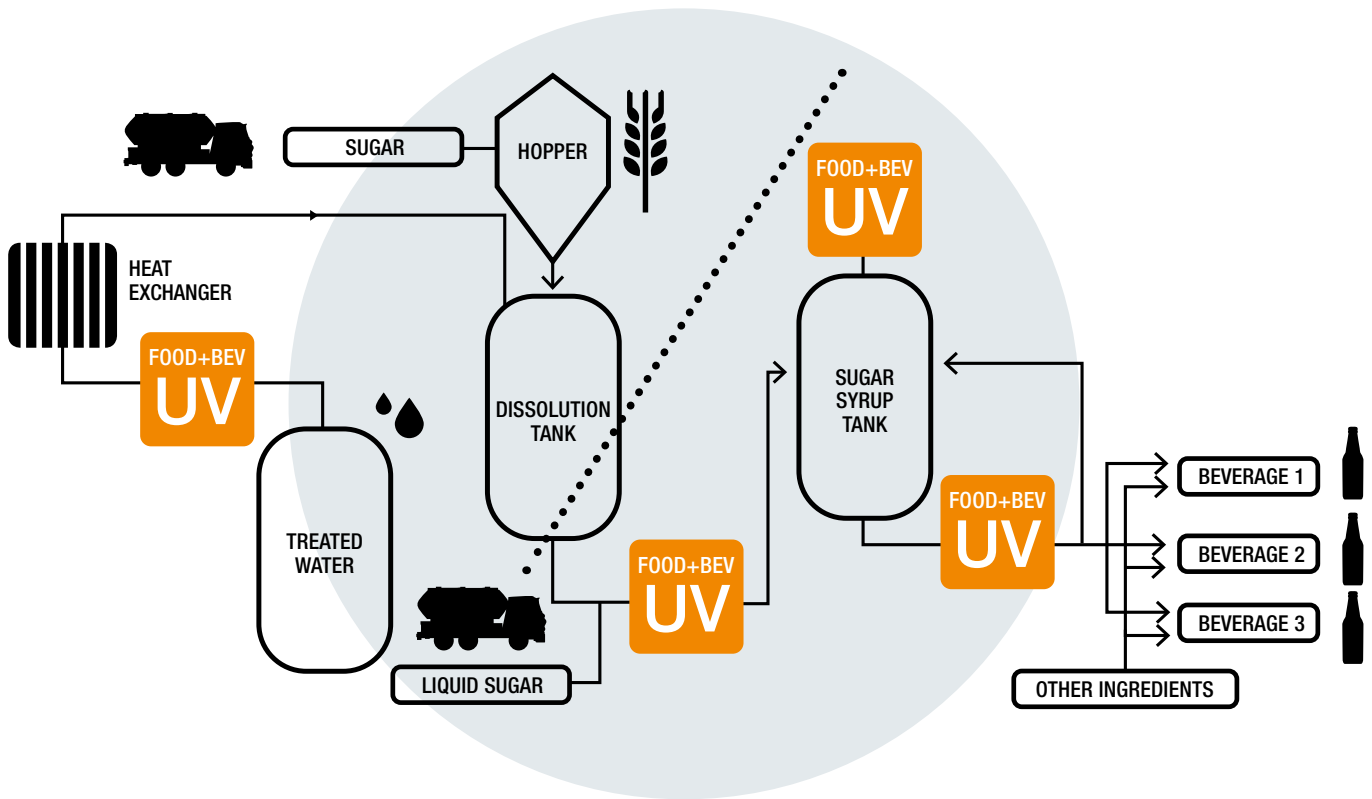 SUGAR
HOPPER
FOOD+BEV
UV
HEAT
EXCHANGER
FOOD+BEV
UV
DISSOLUTION
TANK
SUGAR
SYRUP
TANK
TREATED
WATER
FOOD+BEV
UV
FOOD+BEV
UV
BEVERAGE 1
BEVERAGE 2
BEVERAGE 3
LIQUID SUGAR
OTHER INGREDIENTS